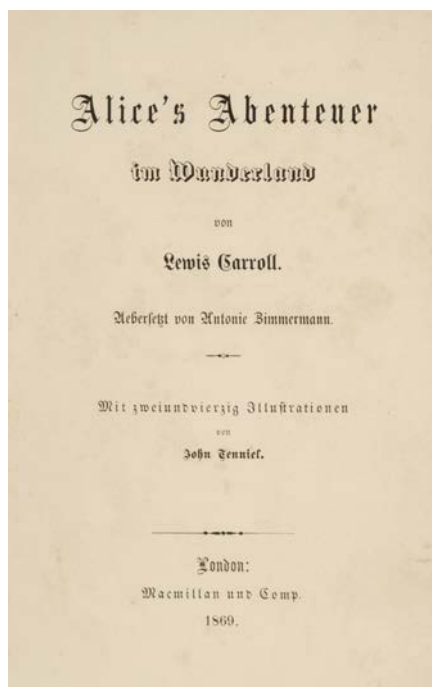 Alice's Abenteuer
im Wunderland
von
Lewis Carroll.
Uebersetzt von Antonie Zimmermann.
Mit zweiundvierzig Illustrationen
von
John Tenniel.
London:
Macmillan und Comp.
1869.